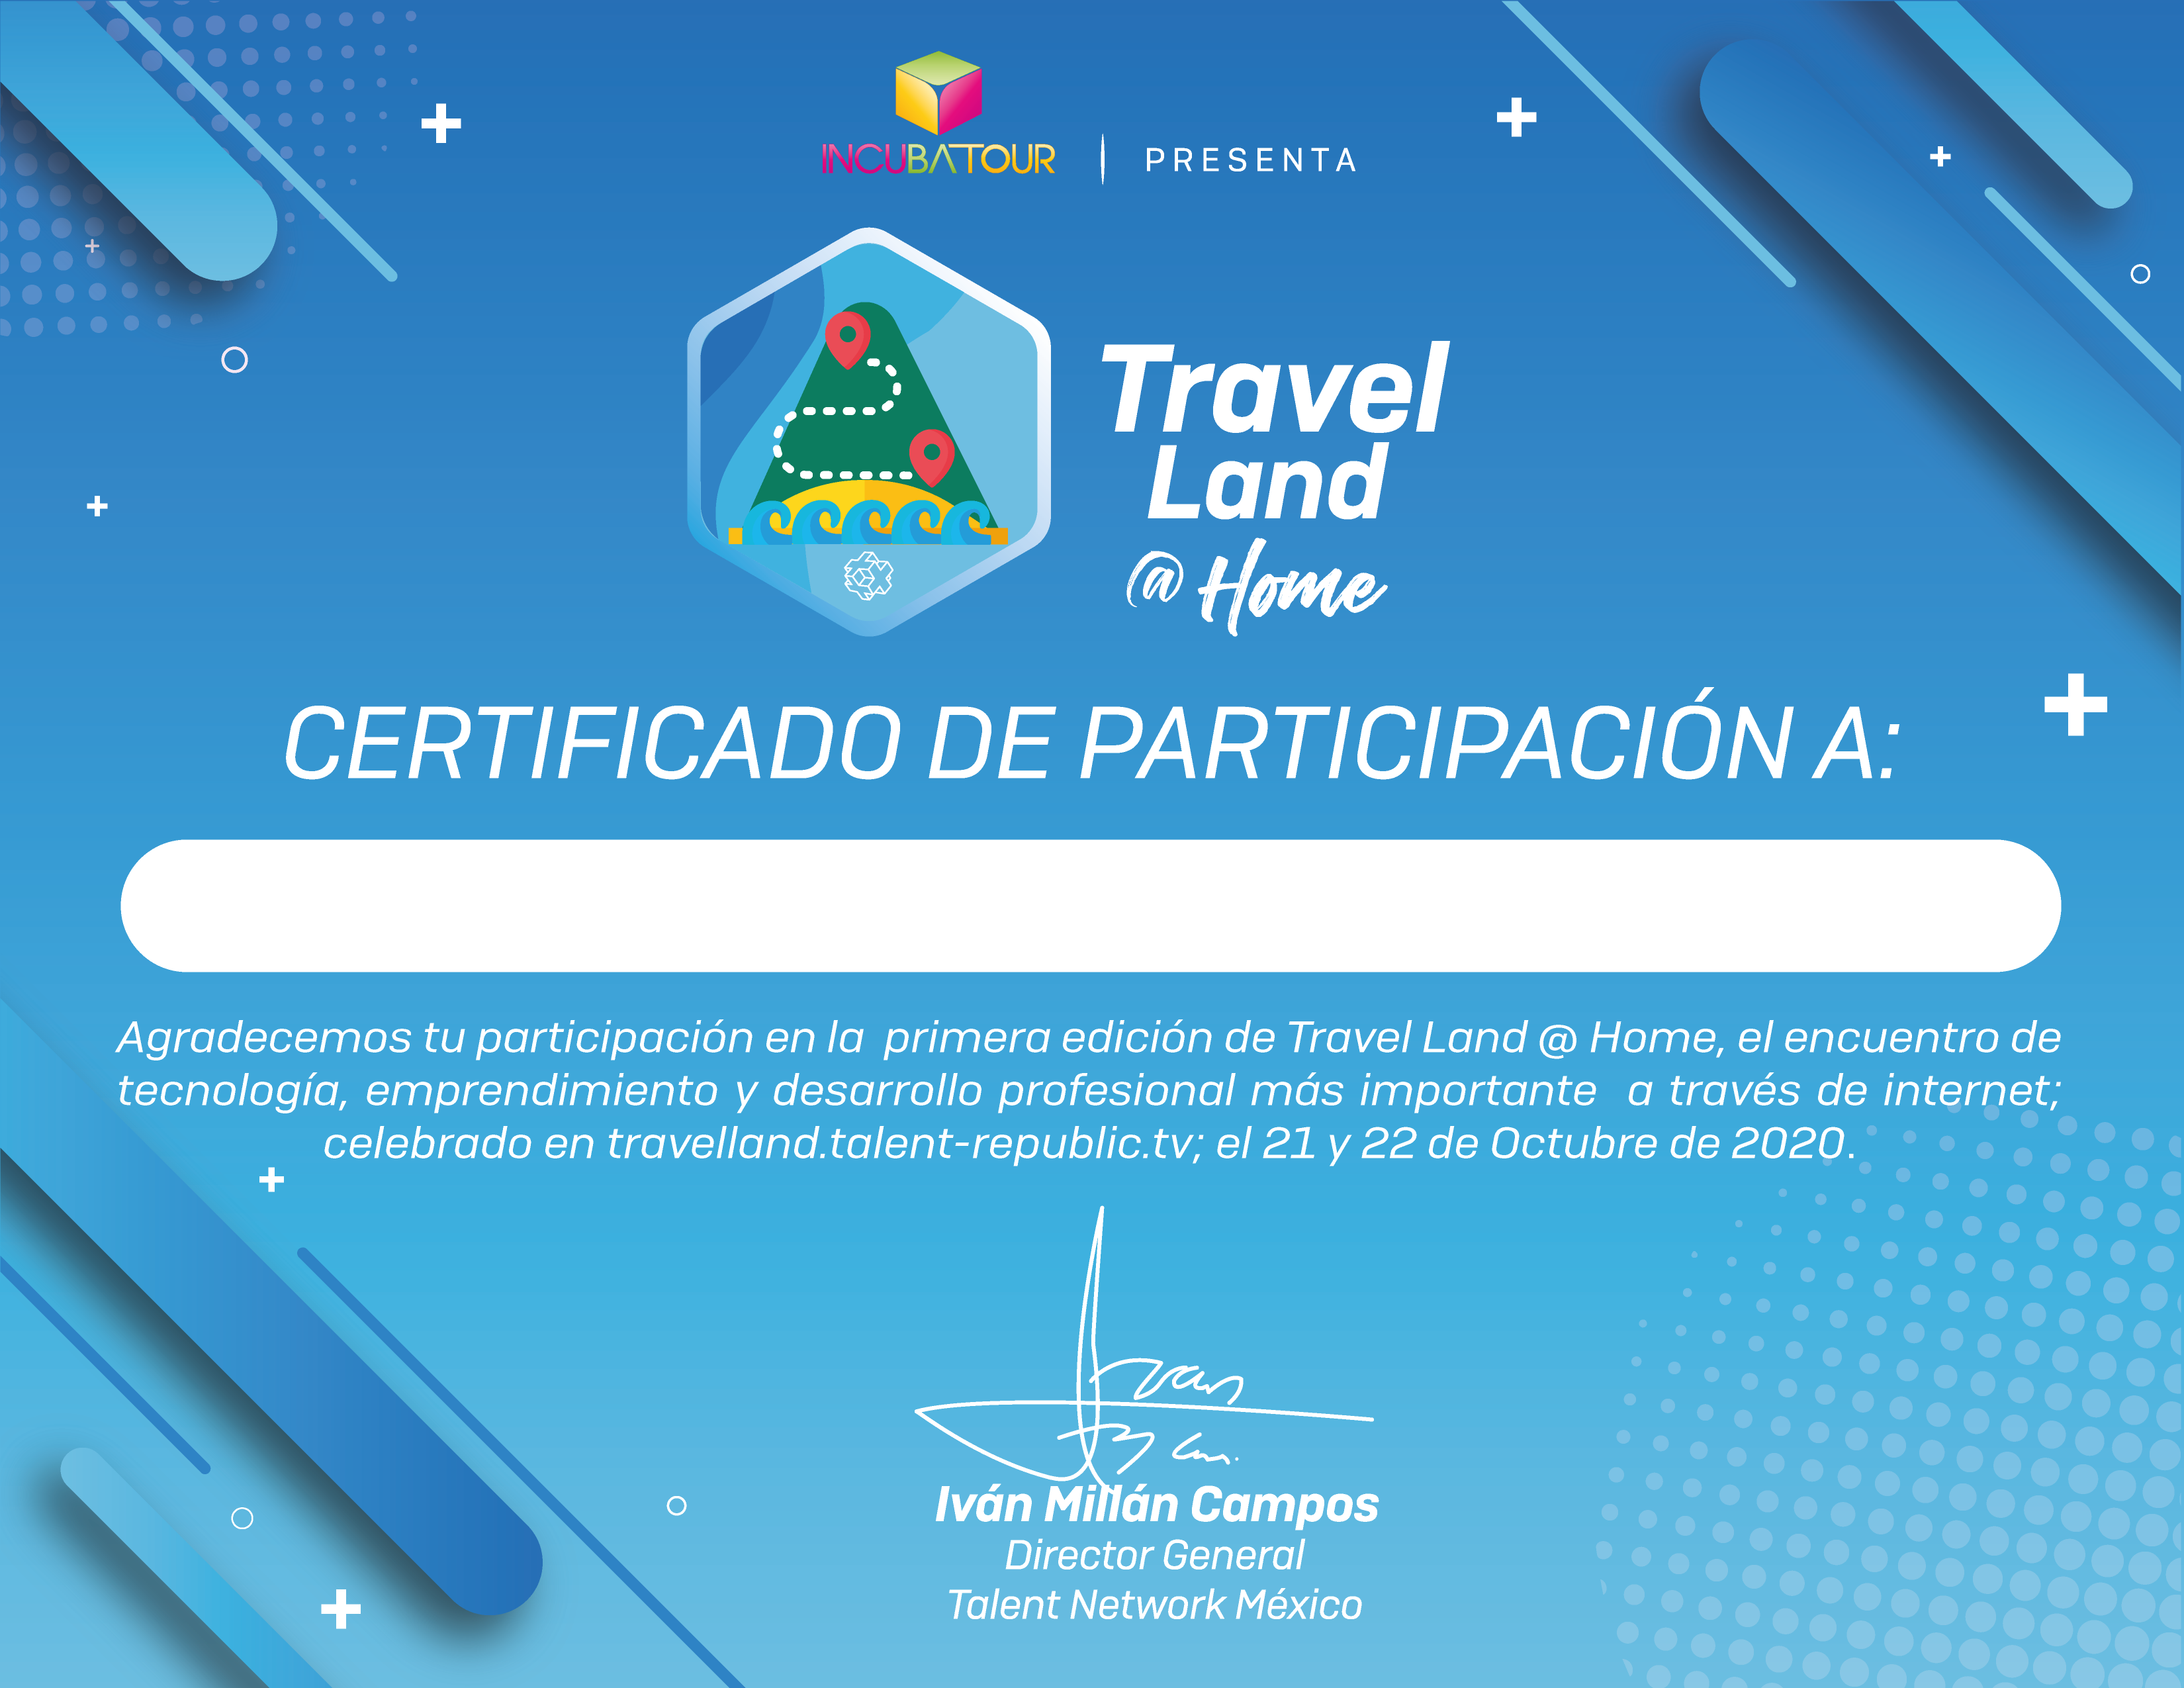 INCUBATOUR PRESENTA
Travel
Land
@ Home
CERTIFICADO DE PARTICIPACIÓN A:
Agradecemos tu participación en la primera edición de Travel Land @ Home, el encuentro de
tecnología, emprendimiento y desarrollo profesional más importante a través de internet;
celebrado en travelland.talent-republic.tv; el 21 y 22 de Octubre de 2020.
Iván Millán Campos
Director General
Talent Network México